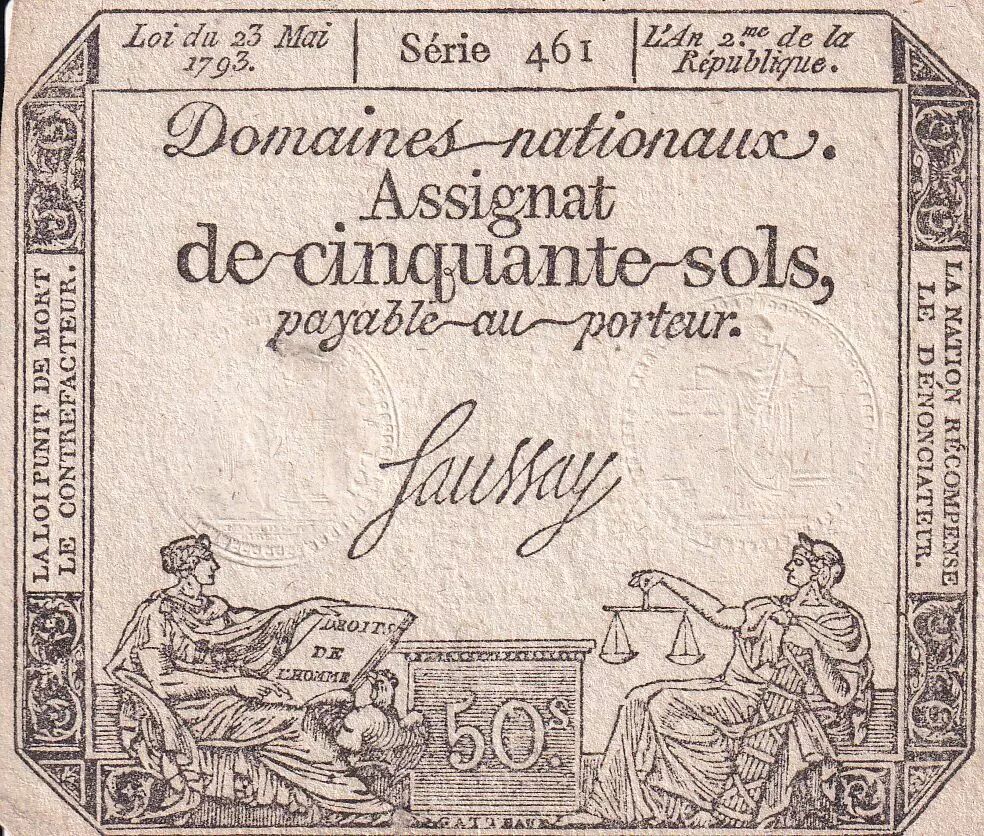 Loi du 23 Mai
1793.
Série 461
L'An 2.me de la
République.
Domaines nationaux.
Assignat
de cinquante sols,
payable au porteur.
LA LOI PUNIT DE MORT
LE CONTREFACTEUR.
LA NATION RÉCOMPENSE
LE DÉNONCIATEUR.
Saussay
DROITS
DE
L'HOMME
50.s
GATTEAUX